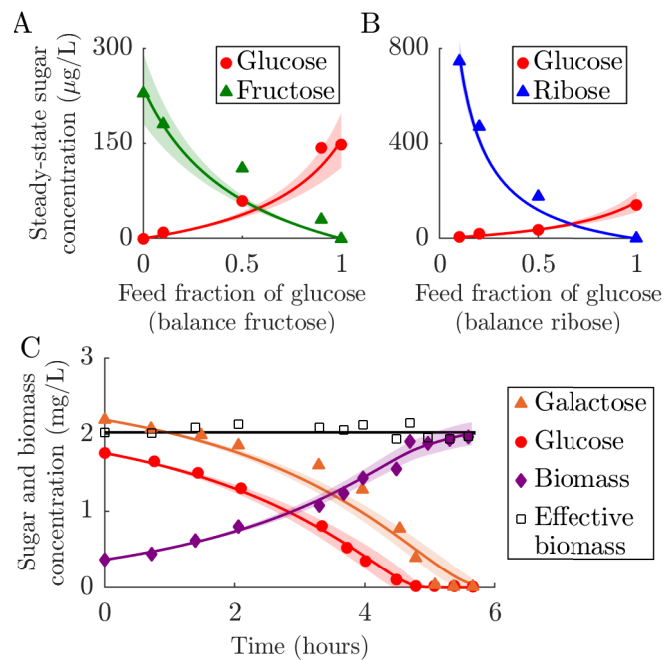 A
B
Steady-state sugar
concentration (μg/L)
300
150
0
Glucose
Fructose
0
0.5
1
Feed fraction of glucose
(balance fructose)
800
400
0
Glucose
Ribose
0
0.5
1
Feed fraction of glucose
(balance ribose)
C
Sugar and biomass
concentration (mg/L)
3
2
1
0
0
2
4
6
Time (hours)
Galactose
Glucose
Biomass
Effective
biomass